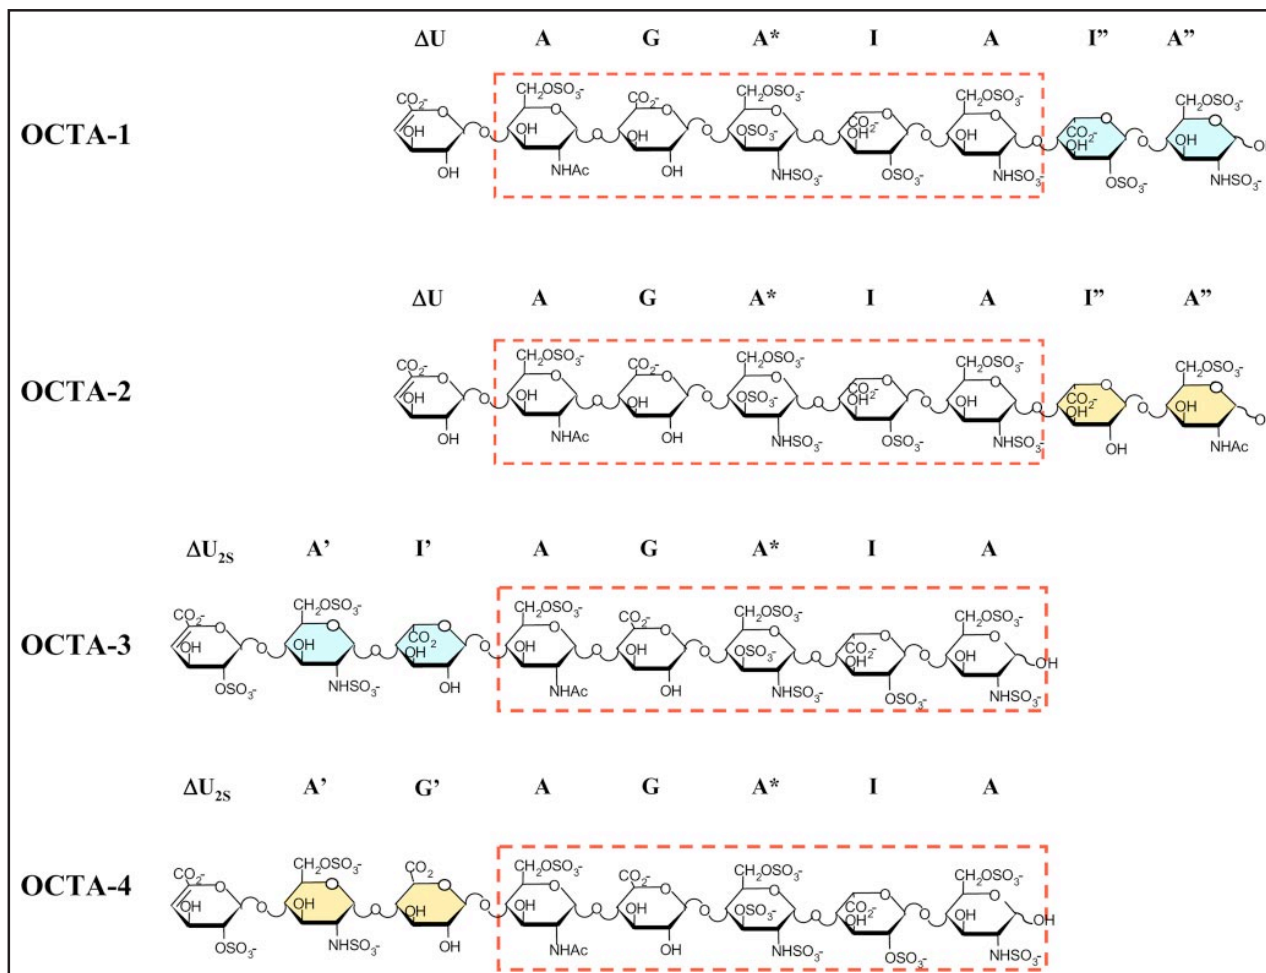 ΔU A G A* I A I” A”
OCTA-1
CO₂⁻ OH OH
CH₂OSO₃⁻ OH NHAc
CO₂⁻ OH OH
CH₂OSO₃⁻ OSO₃⁻ NHSO₃⁻
CO₂⁻ OH OSO₃⁻
CH₂OSO₃⁻ OH NHSO₃⁻
CO₂⁻ OH OSO₃⁻
CH₂OSO₃⁻ OH NHSO₃⁻
ΔU A G A* I A I” A”
OCTA-2
CO₂⁻ OH OH
CH₂OSO₃⁻ OH NHAc
CO₂⁻ OH OH
CH₂OSO₃⁻ OSO₃⁻ NHSO₃⁻
CO₂⁻ OH OSO₃⁻
CH₂OSO₃⁻ OH NHSO₃⁻
CO₂⁻ OH OH
CH₂OSO₃⁻ OH NHAc
ΔU₂S A’ I’ A G A* I A
OCTA-3
CO₂⁻ OH OSO₃⁻
CH₂OSO₃⁻ OH NHSO₃⁻
CO₂ OH OH
CH₂OSO₃⁻ OH NHAc
CO₂⁻ OH OH
CH₂OSO₃⁻ OSO₃⁻ NHSO₃⁻
CO₂⁻ OH OSO₃⁻
CH₂OSO₃⁻ OH NHSO₃⁻ OH
ΔU₂S A’ G’ A G A* I A
OCTA-4
CO₂⁻ OH OSO₃⁻
CH₂OSO₃⁻ OH NHSO₃⁻
CO₂ OH OH
CH₂OSO₃⁻ OH NHAc
CO₂⁻ OH OH
CH₂OSO₃⁻ OSO₃⁻ NHSO₃⁻
CO₂⁻ OH OSO₃⁻
CH₂OSO₃⁻ OH NHSO₃⁻ OH